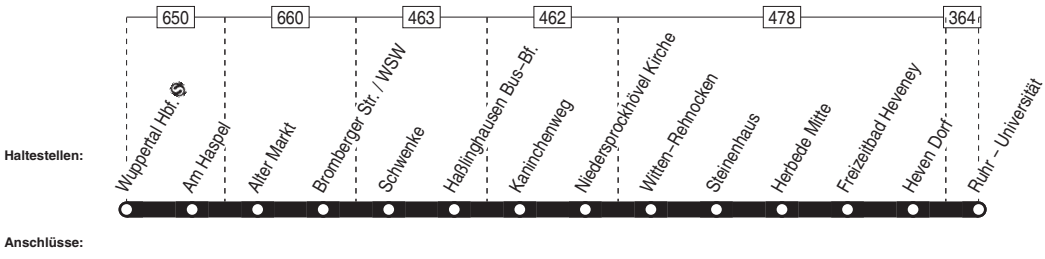 650 660 463 462 478 364
Wuppertal Hbf. S
Am Haspel
Alter Markt
Bromberger Str. / WSW
Schwenke
Haßlinghausen Bus-Bf.
Kaninchenweg
Niedersprockhövel Kirche
Witten-Rehnocken
Steinenhaus
Herbede Mitte
Freizeitbad Heveney
Heven Dorf
Ruhr - Universität
Haltestellen:
Anschlüsse: